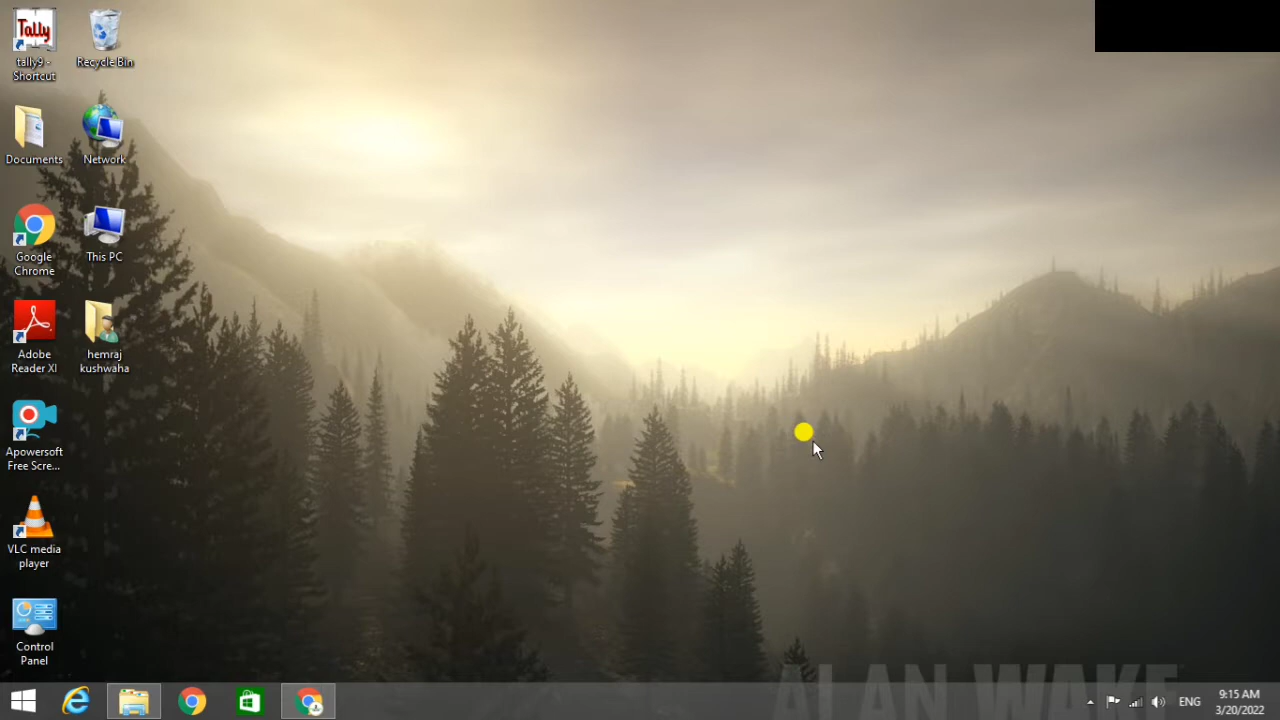 Tally
tally9 -
Shortcut
Recycle Bin
Documents
Network
Google
Chrome
This PC
Adobe
Reader XI
hemraj
kushwaha
Apowersoft
Free Scre...
VLC media
player
Control
Panel
ALAN WAKE
ENG
9:15 AM
3/20/2022